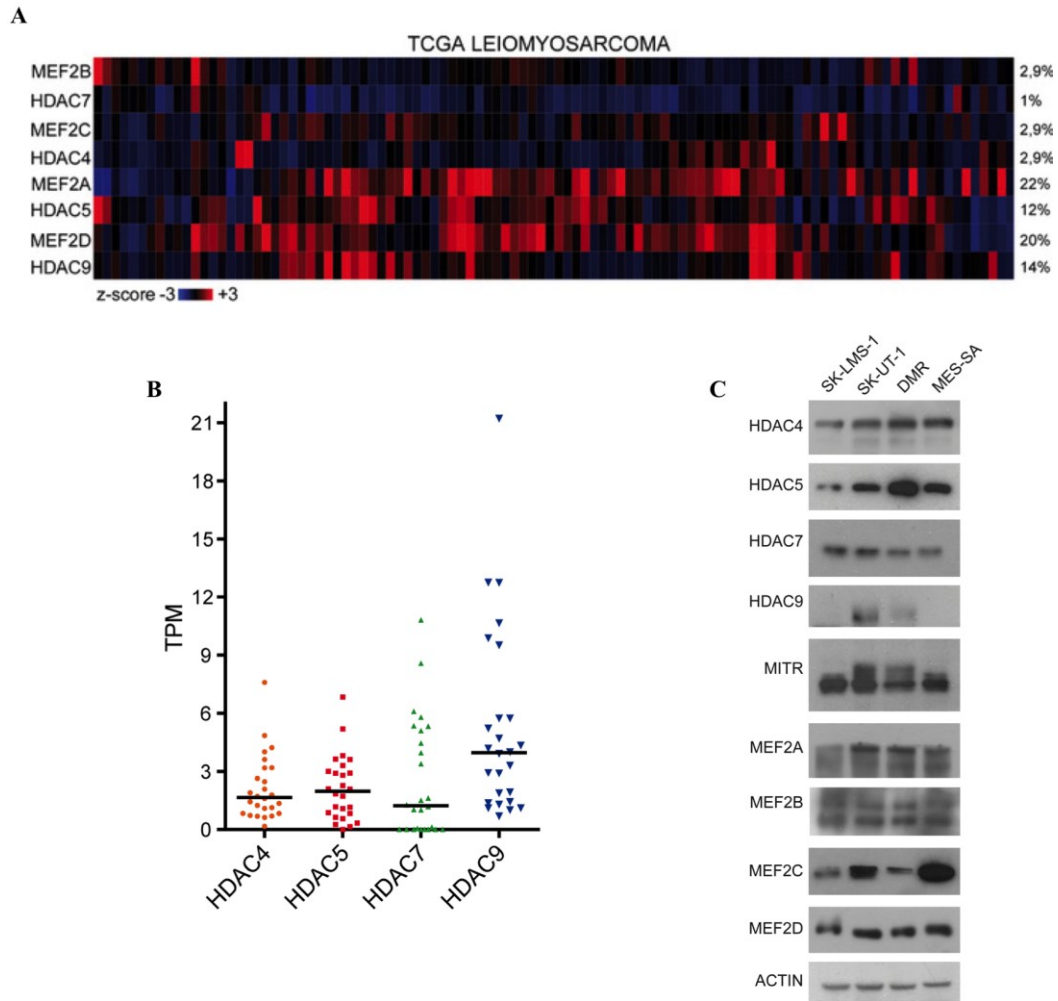 A
TCGA LEIOMYOSARCOMA
MEF2B 2,9%
HDAC7 1%
MEF2C 2,9%
HDAC4 2,9%
MEF2A 22%
HDAC5 12%
MEF2D 20%
HDAC9 14%
z-score -3 +3
B
TPM
21
18
15
12
9
6
3
0
HDAC4 HDAC5 HDAC7 HDAC9
C
SK-LMS-1 SK-UT-1 DMR MES-SA
HDAC4
HDAC5
HDAC7
HDAC9
MITR
MEF2A
MEF2B
MEF2C
MEF2D
ACTIN